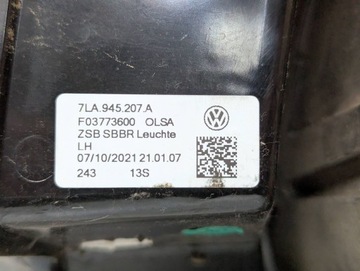 7LA.945.207.A
F03773600 OLSA
ZSB SBBR Leuchte
LH
07/10/2021 21.01.07
243 13S